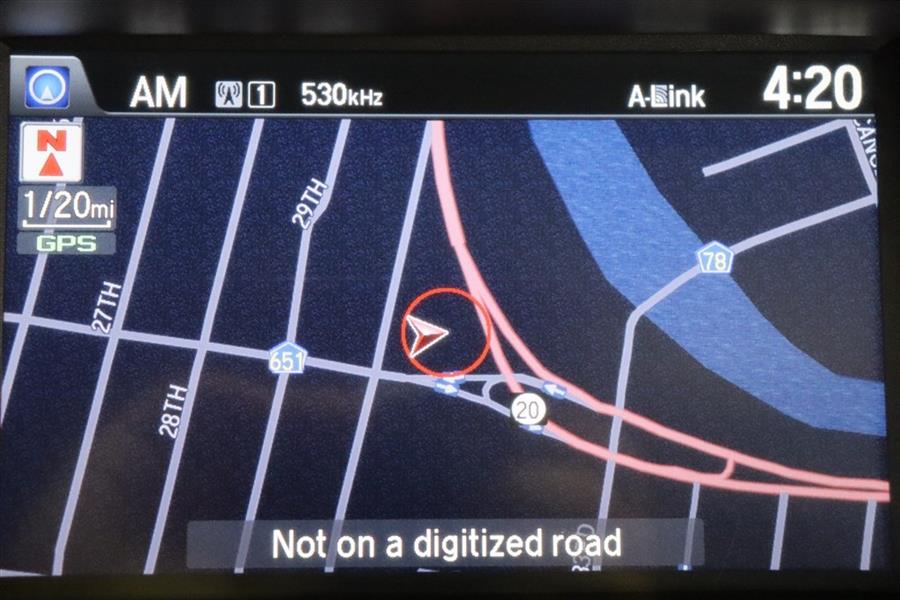 AM 1 530kHz A-Link 4:20
N
1/20mi
GPS
29TH
78
27TH
651
28TH
20
Not on a digitized road